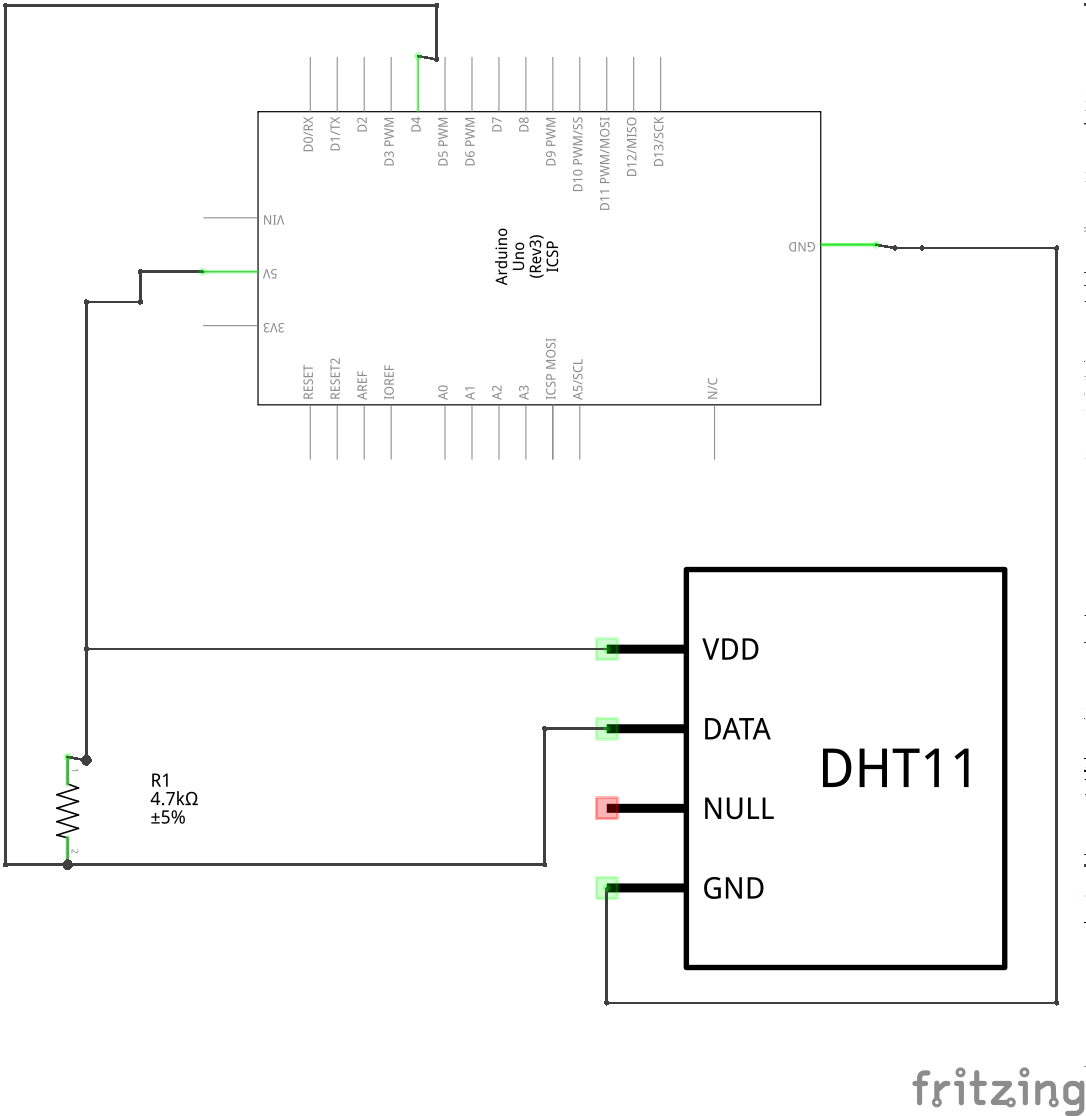 D0/RX
D1/TX
D2
D3 PWM
D4
D5 PWM
D6 PWM
D7
D8
D9 PWM
D10 PWM/SS
D11 PWM/MOSI
D12/MISO
D13/SCK
VIN
5V
3V3
Arduino
Uno
(Rev3)
ICSP
GND
RESET
RESET2
AREF
IOREF
A0
A1
A2
A3
ICSP MOSI
A5/SCL
N/C
VDD
DATA
NULL
GND
DHT11
1
2
R1
4.7kΩ
±5%
fritzing